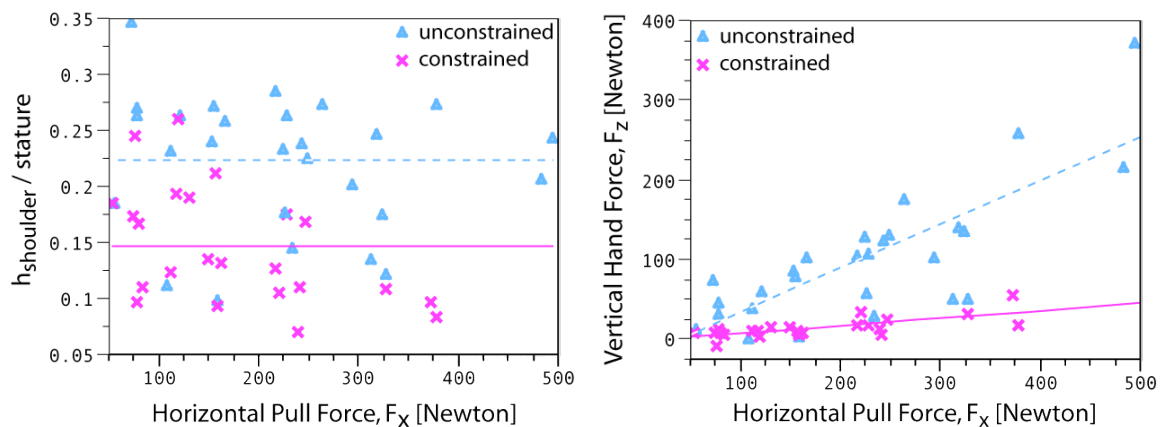 0.35
0.3
0.25
0.2
0.15
0.1
0.05
h_shoulder / stature
unconstrained
constrained
100
200
300
400
500
Horizontal Pull Force, F_X [Newton]
400
300
200
100
0
Vertical Hand Force, F_Z [Newton]
unconstrained
constrained
100
200
300
400
500
Horizontal Pull Force, F_X [Newton]